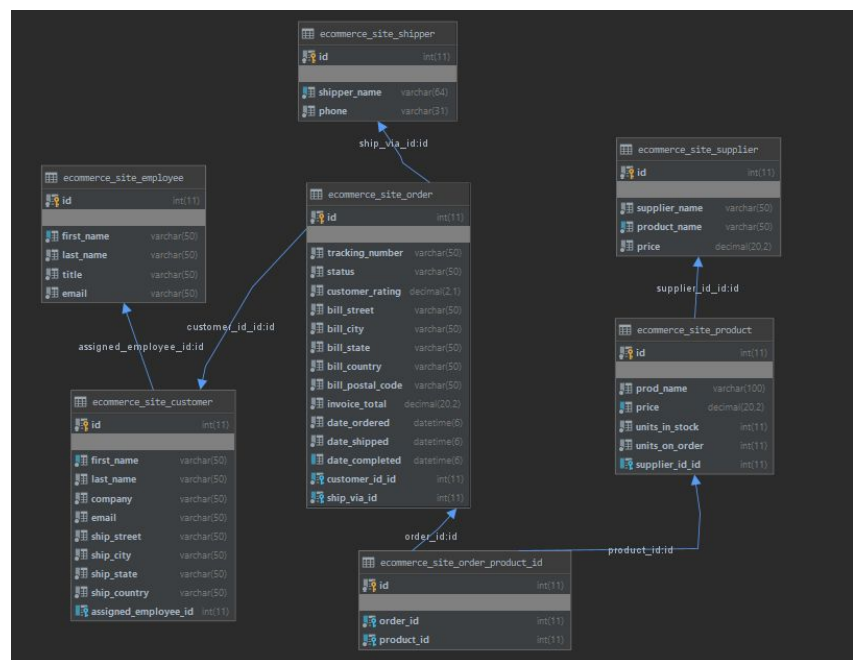 ecommerce_site_shipper
id int(11)
shipper_name varchar(64)
phone varchar(31)
ship_via_id:id
ecommerce_site_supplier
id int(11)
supplier_name varchar(50)
product_name varchar(50)
price decimal(20,2)
supplier_id_id:id
ecommerce_site_employee
id int(11)
first_name varchar(50)
last_name varchar(50)
title varchar(50)
email varchar(50)
assigned_employee_id:id
ecommerce_site_order
id int(11)
tracking_number varchar(50)
status varchar(50)
customer_rating decimal(2,1)
bill_street varchar(50)
bill_city varchar(50)
bill_state varchar(50)
bill_country varchar(50)
bill_postal_code varchar(50)
invoice_total decimal(20,2)
date_ordered datetime(6)
date_shipped datetime(6)
date_completed datetime(6)
customer_id_id int(11)
ship_via_id int(11)
customer_id_id:id
ecommerce_site_product
id int(11)
prod_name varchar(100)
price decimal(20,2)
units_in_stock int(11)
units_on_order int(11)
supplier_id_id int(11)
ecommerce_site_customer
id int(11)
first_name varchar(50)
last_name varchar(50)
company varchar(50)
email varchar(50)
ship_street varchar(50)
ship_city varchar(50)
ship_state varchar(50)
ship_country varchar(50)
assigned_employee_id int(11)
order_id:id
product_id:id
ecommerce_site_order_product_id
id int(11)
order_id int(11)
product_id int(11)